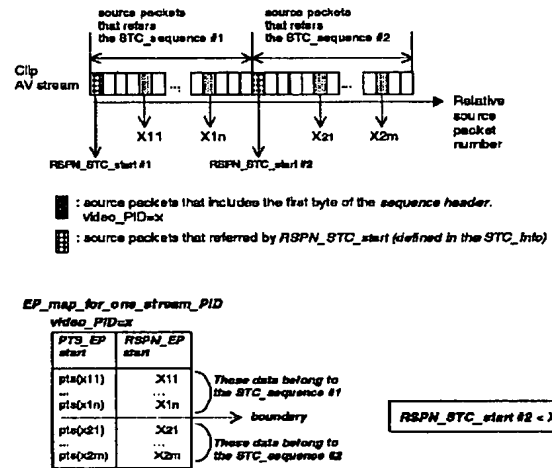 source packets
that refers
the STC_sequence #1
source packets
that refers
the STC_sequence #2
Clip
AV stream
...
...
Relative
source
packet
number
X11
X1n
X21
X2m
RSPN_STC_start #1
RSPN_STC_start #2
: source packets that includes the first byte of the sequence header.
video_PID=x
: source packets that referred by RSPN_STC_start (defined in the STC_Info)
EP_map_for_one_stream_PID
video_PID=x
PTS_EP
start
RSPN_EP
start
pts(x11)
X11
...
...
pts(x1n)
X1n
These data belong to
the STC_sequence #1
boundary
pts(x21)
X21
...
...
pts(x2m)
X2m
These data belong to
the STC_sequence #2
RSPN_STC_start #2 < X